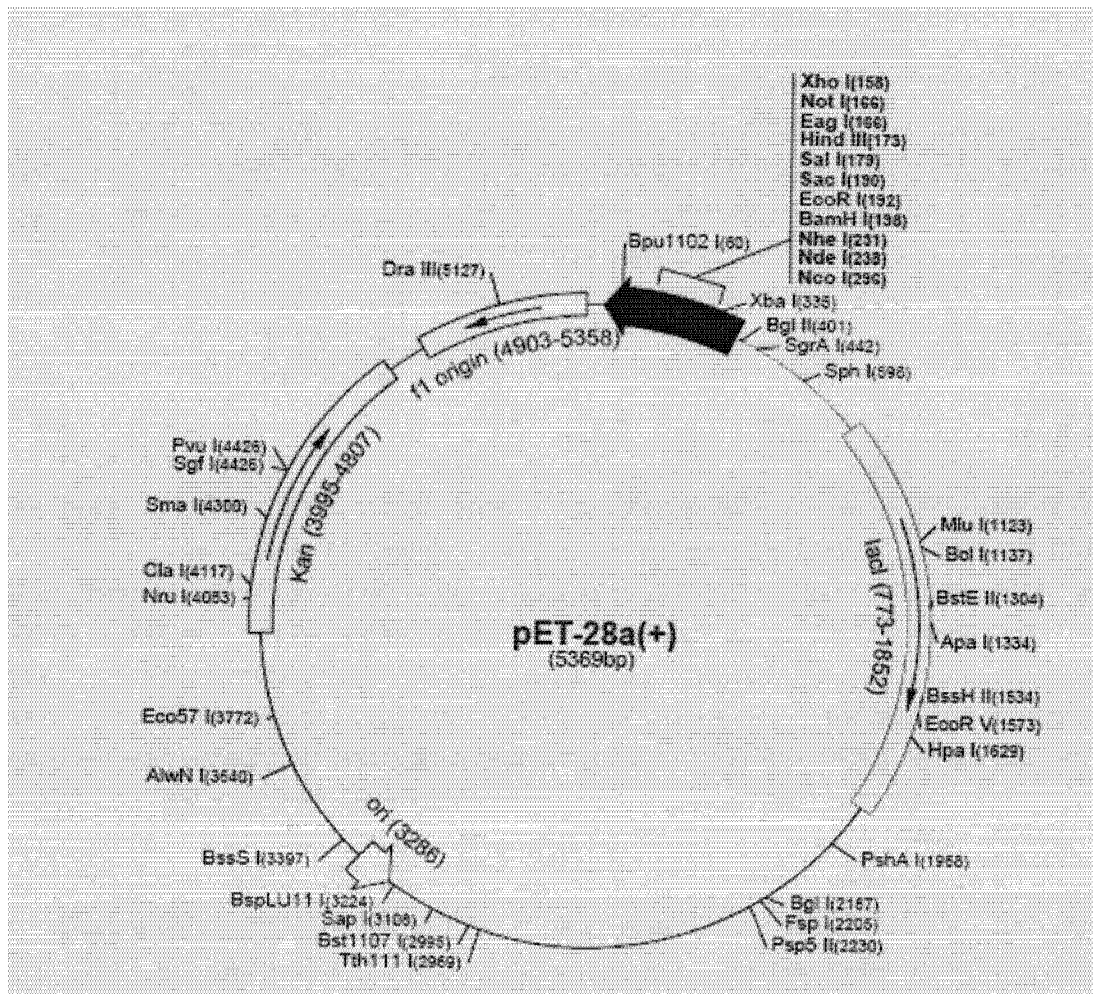 Xho I(158)
Not I(166)
Eag I(166)
Hind III(173)
Sal I(179)
Sac I(190)
EcoR I(192)
BamH I(198)
Nhe I(231)
Nde I(238)
Nco I(296)
Bpu1102 I(80)
Dra III(5127)
Xba I(335)
Bgl II(401)
SgrA I(442)
Sph I(598)
f1 origin (4903-5358)
Pvu I(4426)
Sgf I(4426)
Sma I(4300)
Kan (3995-4807)
Cla I(4117)
Nru I(4083)
Mlu I(1123)
Bcl I(1137)
BstE II(1304)
Apa I(1334)
lacI (773-1852)
BssH II(1534)
EcoR V(1573)
Hpa I(1629)
pET-28a(+)
(5369bp)
Eco57 I(3772)
AlwN I(3640)
ori (3286)
BssS I(3397)
PshA I(1968)
BspLU11 I(3224)
Sap I(3108)
Bst1107 I(2995)
Tth111 I(2969)
Bgl I(2187)
Fsp I(2205)
Psp5 II(2230)